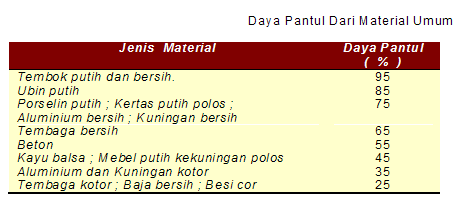 Daya Pantul Dari Material Umum
Jenis Material Daya Pantul
( % )
Tembok putih dan bersih. 95
Ubin putih 85
Porselin putih ; Kertas putih polos ; 75
Aluminium bersih ; Kuningan bersih
Tembaga bersih 65
Beton 55
Kayu balsa ; Mebel putih kekuningan polos 45
Aluminium dan Kuningan kotor 35
Tembaga kotor ; Baja bersih ; Besi cor 25